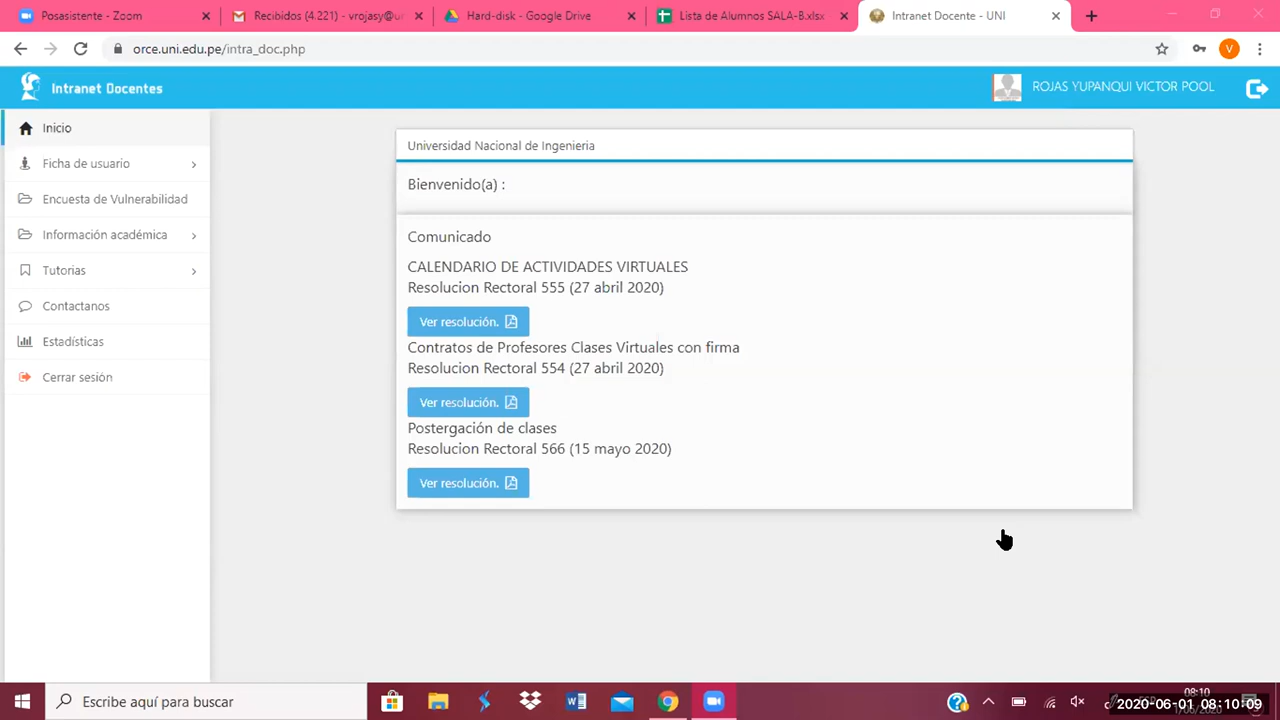 Posasistente - Zoom
Recibidos (4.221) - vrojasy@ur
Hard-disk - Google Drive
Lista de Alumnos SALA-B.xlsx
Intranet Docente - UNI
orce.uni.edu.pe/intra_doc.php
V
Intranet Docentes
ROJAS YUPANQUI VICTOR POOL
Inicio
Ficha de usuario
Encuesta de Vulnerabilidad
Información académica
Tutorias
Contactanos
Estadísticas
Cerrar sesión
Universidad Nacional de Ingenieria
Bienvenido(a) :
Comunicado
CALENDARIO DE ACTIVIDADES VIRTUALES
Resolucion Rectoral 555 (27 abril 2020)
Ver resolución.
Contratos de Profesores Clases Virtuales con firma
Resolucion Rectoral 554 (27 abril 2020)
Ver resolución.
Postergación de clases
Resolucion Rectoral 566 (15 mayo 2020)
Ver resolución.
Escribe aquí para buscar
08:10
2020-06-01 08:10:09